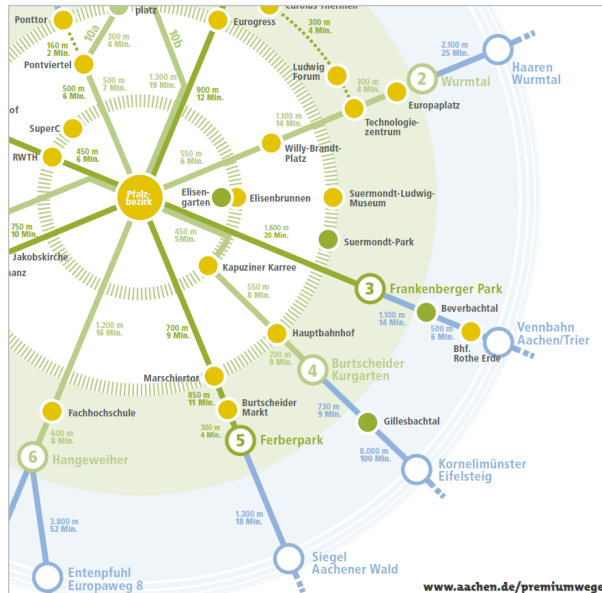 platz
Carolus Thermen
Ponttor
Eurogress
300 m
4 Min.
2.100 m
25 Min.
160 m
2 Min.
10a
300 m
4 Min.
10b
Haaren
Wurmtal
Pontviertel
Ludwig
Forum
300 m
4 Min.
2
Wurmtal
500 m
6 Min.
500 m
7 Min.
1.300 m
19 Min.
900 m
12 Min.
Europaplatz
of
SuperC
1.100 m
14 Min.
Technologie-
zentrum
RWTH
450 m
6 Min.
550 m
6 Min.
Willy-Brandt-
Platz
Pfalz-
bezirk
Elisen-
garten
Elisenbrunnen
Suermondt-Ludwig-
Museum
750 m
10 Min.
450 m
5 Min.
1.600 m
20 Min.
Suermondt-Park
Jakobskirche
anz
Kapuziner Karree
550 m
8 Min.
3
Frankenberger Park
1.100 m
14 Min.
Beverbachtal
1.200 m
16 Min.
700 m
9 Min.
Hauptbahnhof
500 m
6 Min.
Vennbahn
Aachen/Trier
Bhf.
Rothe Erde
700 m
9 Min.
4
Burtscheider
Kurgarten
Marschiertor
850 m
11 Min.
Burtscheider
Markt
730 m
9 Min.
Fachhochschule
300 m
4 Min.
Gillesbachtal
600 m
8 Min.
5
Ferberpark
6
Hangeweiher
8.000 m
100 Min.
Kornelimünster
Eifelsteig
3.800 m
52 Min.
1.300 m
18 Min.
Siegel
Aachener Wald
Entenpfuhl
Europaweg 8
www.aachen.de/premiumwege